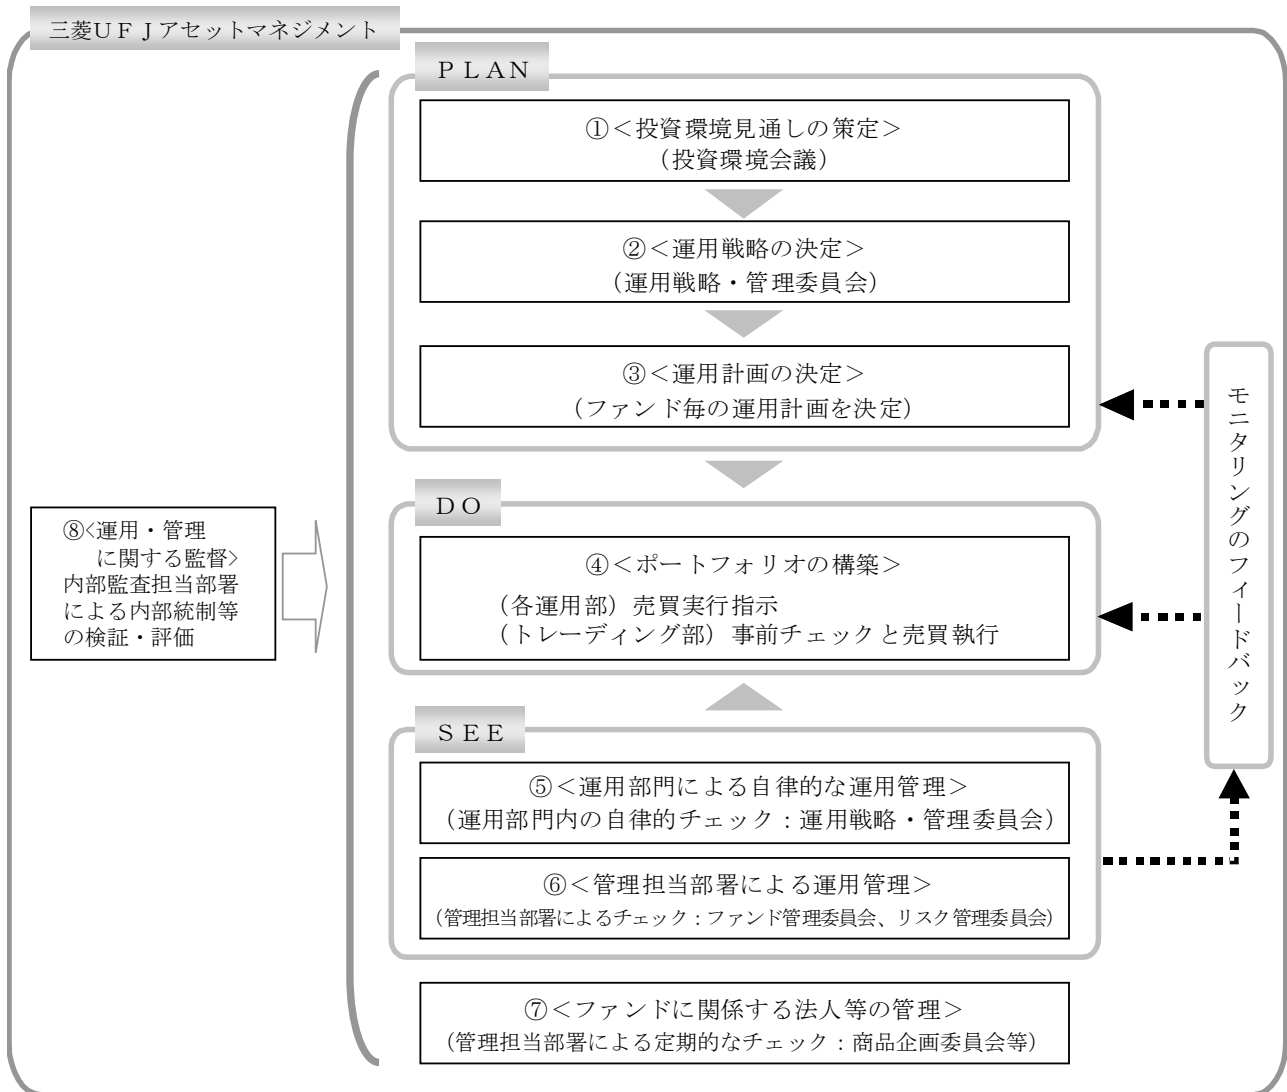 三菱ＵＦＪアセットマネジメント
ＰＬＡＮ
①＜投資環境見通しの策定＞
（投資環境会議）
②＜運用戦略の決定＞
（運用戦略・管理委員会）
③＜運用計画の決定＞
（ファンド毎の運用計画を決定）
ＤＯ
④＜ポートフォリオの構築＞
（各運用部）売買実行指示
（トレーディング部）事前チェックと売買執行
ＳＥＥ
⑤＜運用部門による自律的な運用管理＞
（運用部門内の自律的チェック：運用戦略・管理委員会）
⑥＜管理担当部署による運用管理＞
（管理担当部署によるチェック：ファンド管理委員会、リスク管理委員会）
⑦＜ファンドに関係する法人等の管理＞
（管理担当部署による定期的なチェック：商品企画委員会等）
⑧<運用・管理
に関する監督>
内部監査担当部署
による内部統制等
の検証・評価
モニタリングのフィードバック